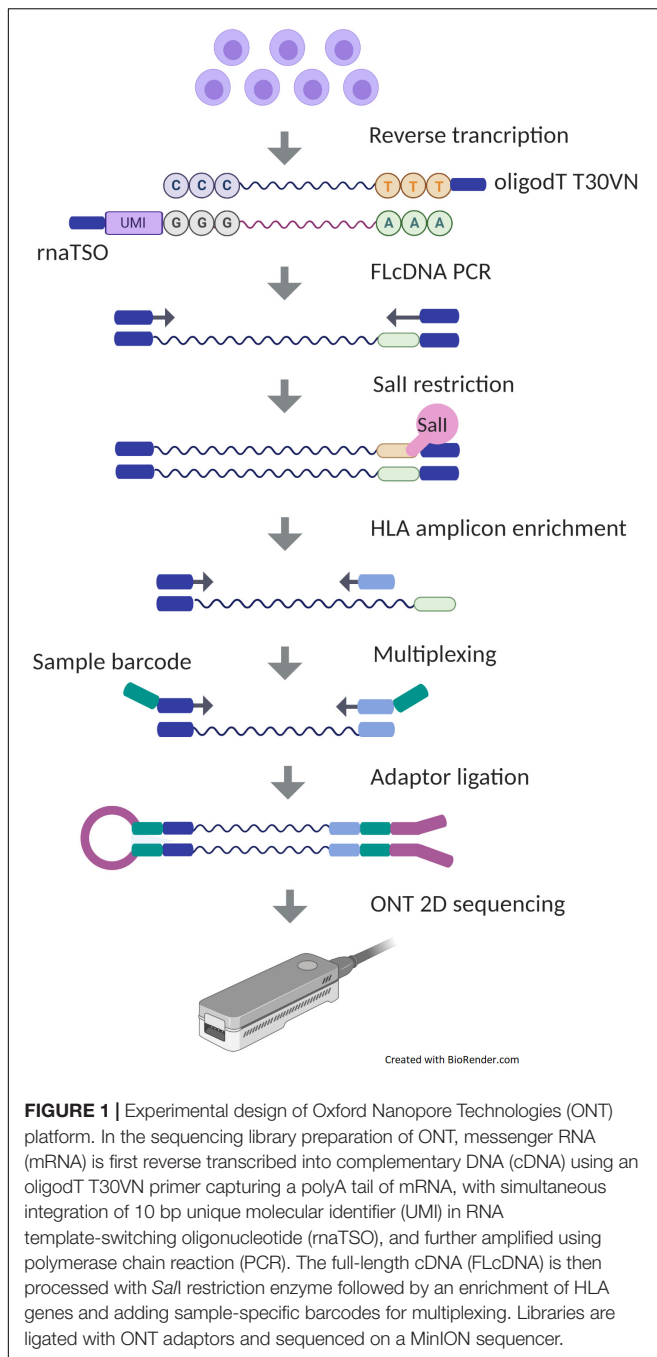 Reverse trancription
C C C T T T oligodT T30VN
UMI G G G A A A
rnaTSO
FLcDNA PCR
SalI restriction
SalI
HLA amplicon enrichment
Sample barcode Multiplexing
Adaptor ligation
ONT 2D sequencing
Created with BioRender.com
FIGURE 1 | Experimental design of Oxford Nanopore Technologies (ONT)
platform. In the sequencing library preparation of ONT, messenger RNA
(mRNA) is first reverse transcribed into complementary DNA (cDNA) using an
oligodT T30VN primer capturing a polyA tail of mRNA, with simultaneous
integration of 10 bp unique molecular identifier (UMI) in RNA
template-switching oligonucleotide (rnaTSO), and further amplified using
polymerase chain reaction (PCR). The full-length cDNA (FLcDNA) is then
processed with SalI restriction enzyme followed by an enrichment of HLA
genes and adding sample-specific barcodes for multiplexing. Libraries are
ligated with ONT adaptors and sequenced on a MinION sequencer.